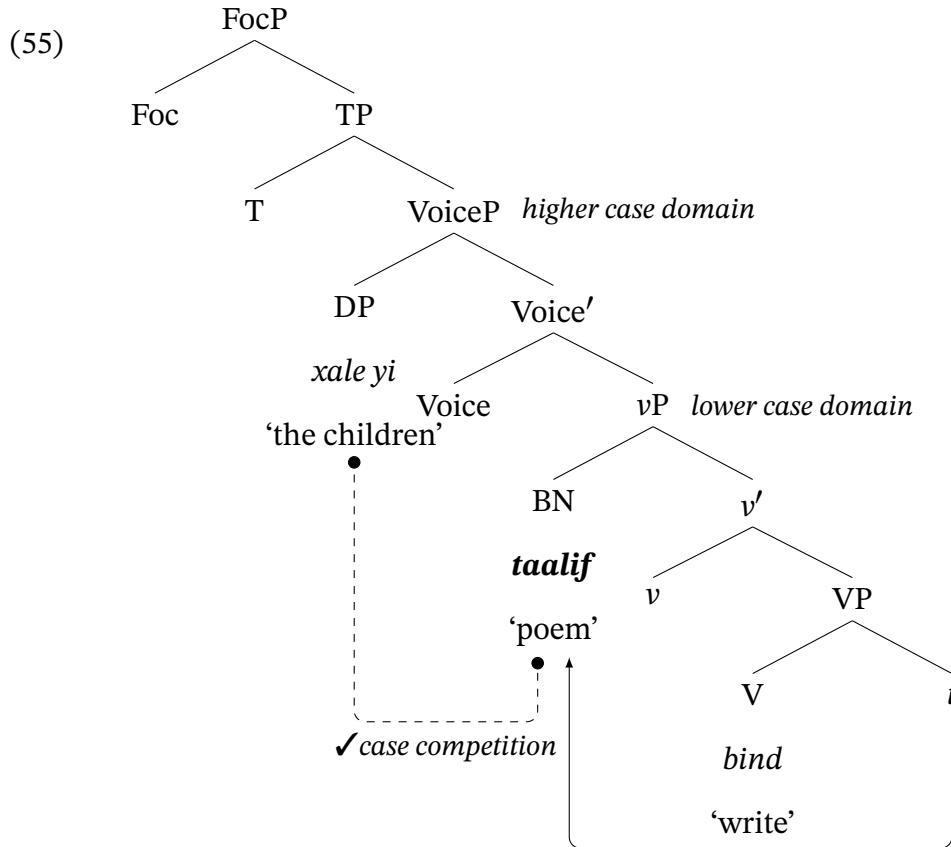 (55)
FocP
Foc TP
T VoiceP higher case domain
DP Voice′
xale yi
Voice vP lower case domain
‘the children’
BN v′
taalif
v VP
‘poem’
V
✓case competition
bind
‘write’